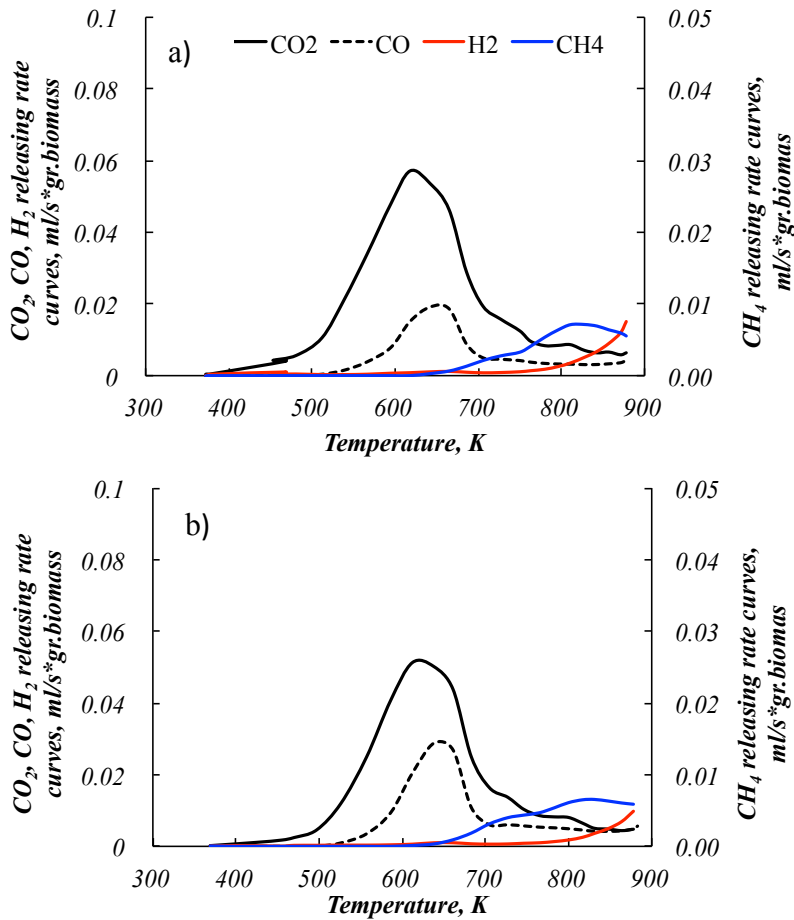 a)
CO2 CO H2 CH4
0.1
0.08
0.06
0.04
0.02
0
0.05
0.04
0.03
0.02
0.01
0.00
300 400 500 600 700 800 900
Temperature, K
CO₂, CO, H₂ releasing rate
curves, ml/s*gr.biomass
CH₄ releasing rate curves,
ml/s*gr.biomas
b)
0.1
0.08
0.06
0.04
0.02
0
0.05
0.04
0.03
0.02
0.01
0.00
300 400 500 600 700 800 900
Temperature, K
CO₂, CO, H₂ releasing rate
curves, ml/s*gr.biomass
CH₄ releasing rate curves,
ml/s*gr.biomas